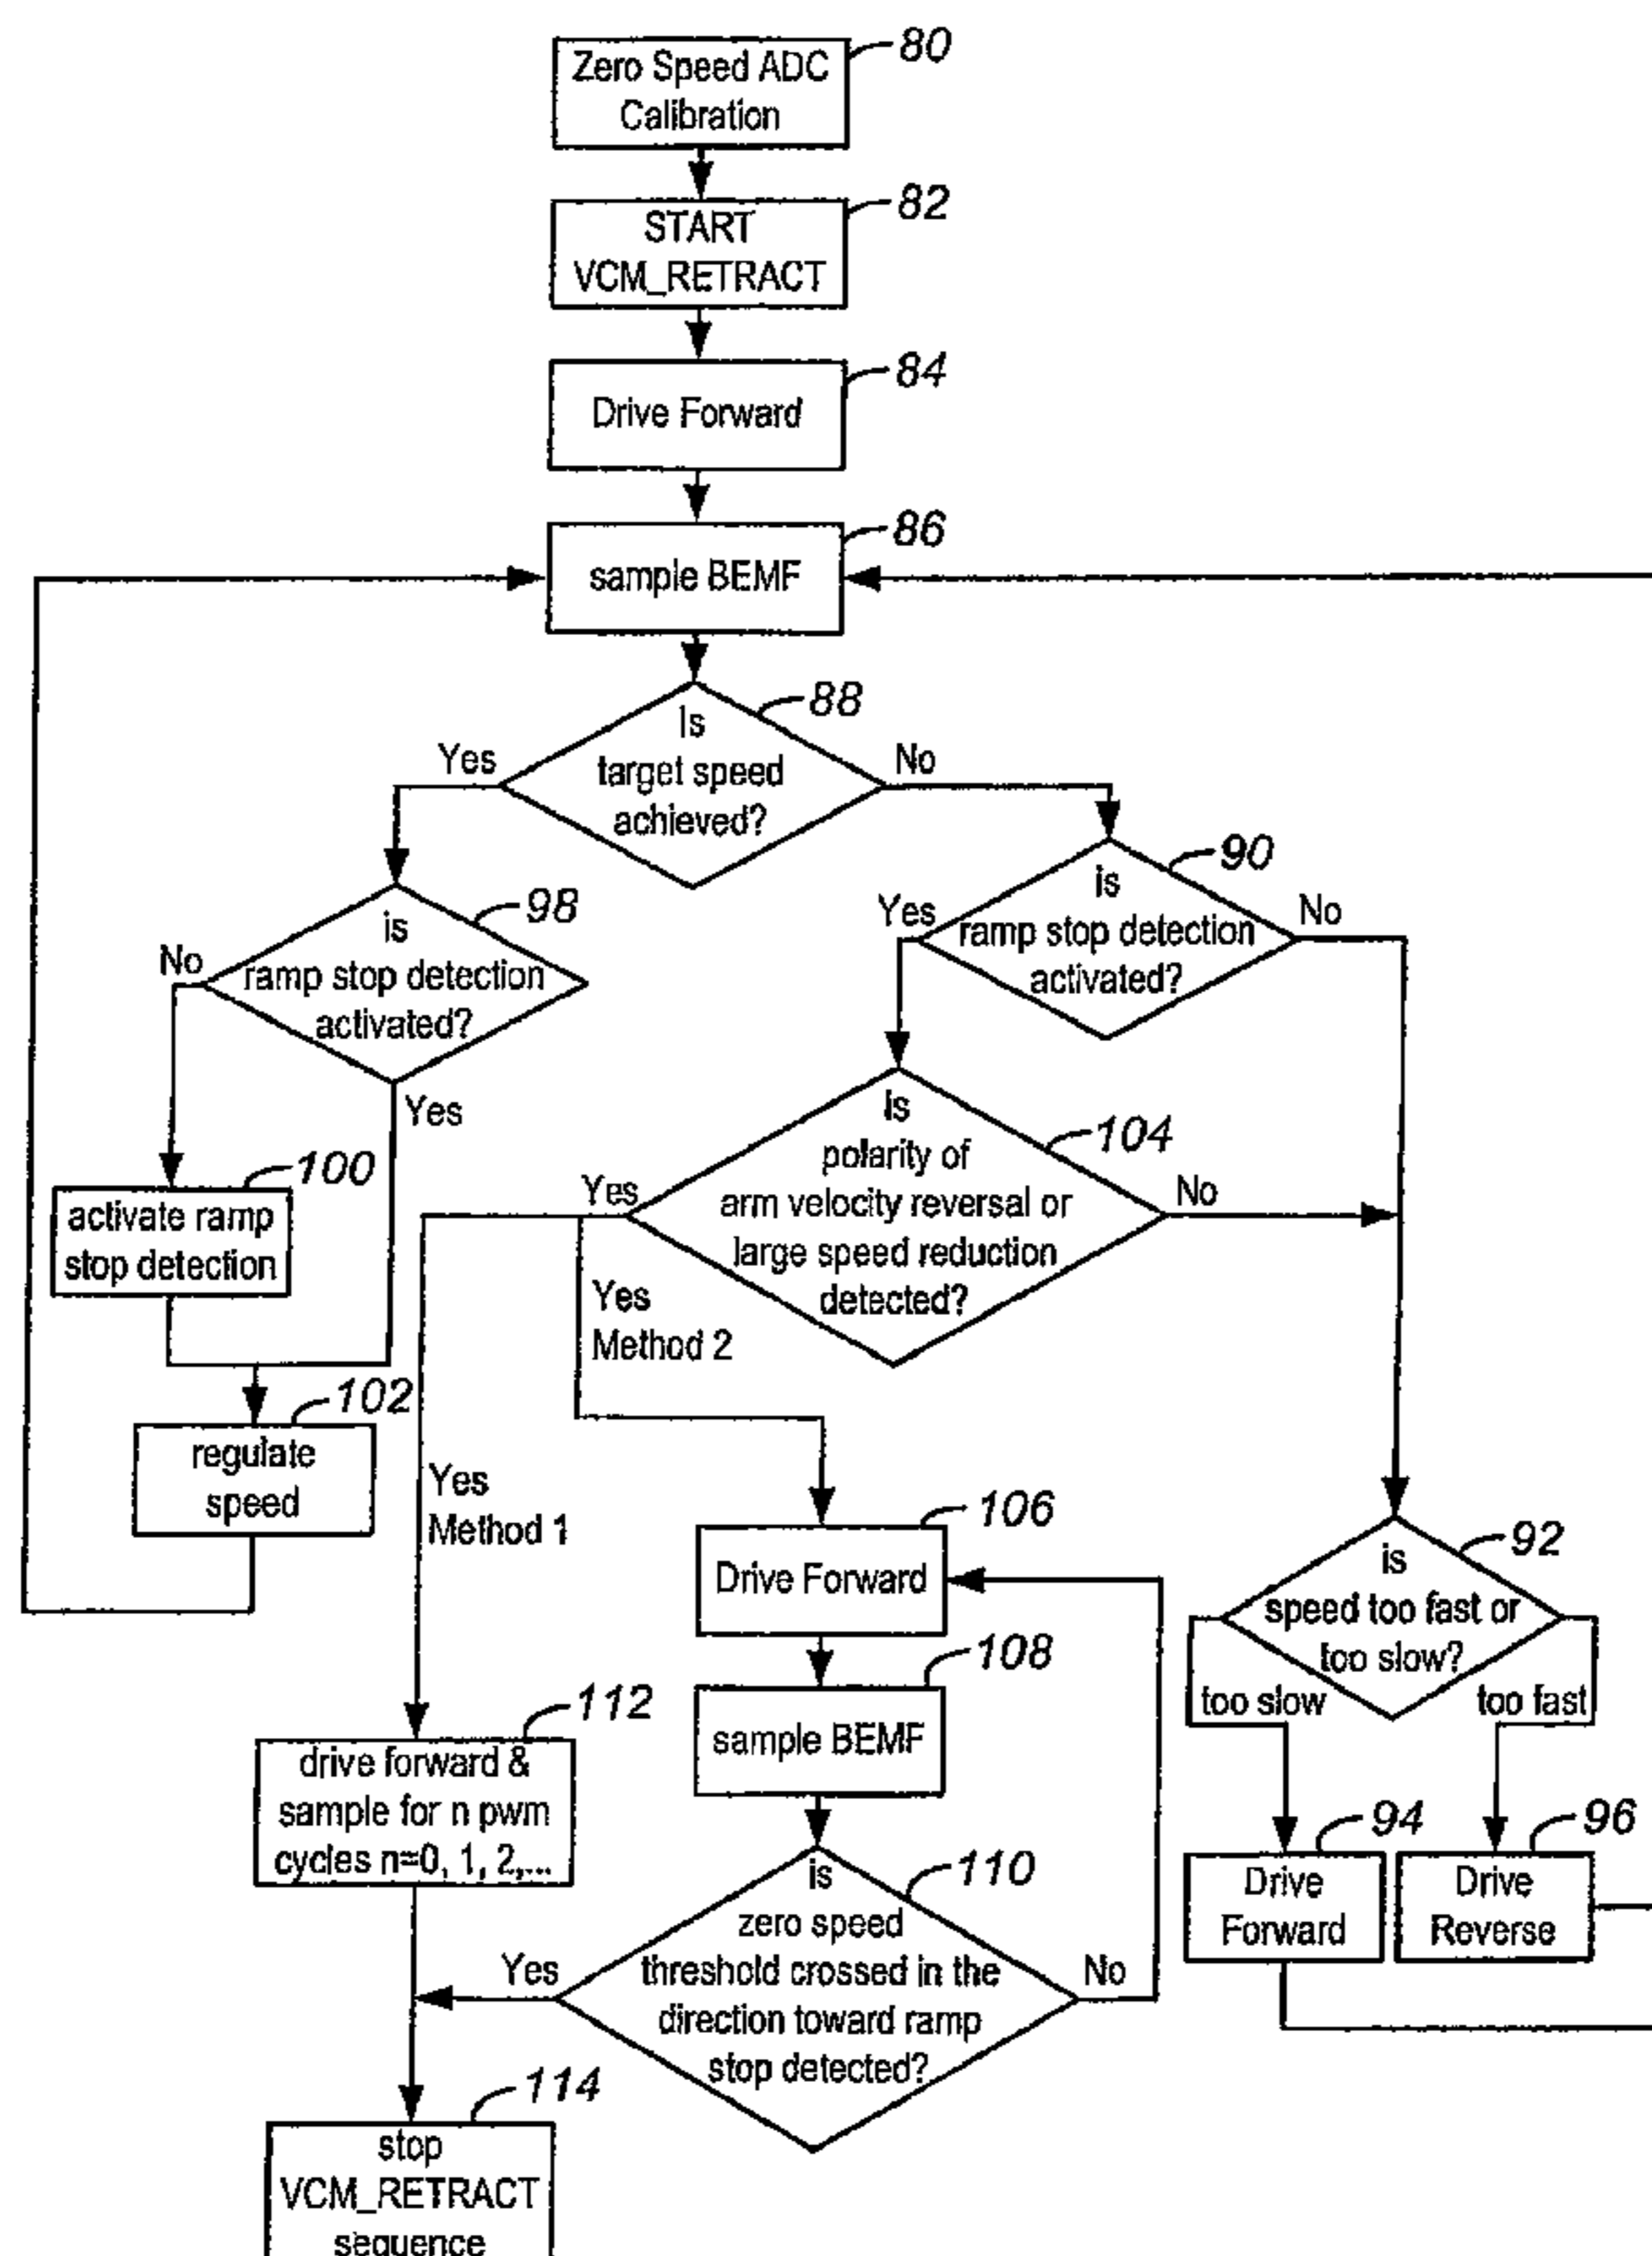 80
Zero Speed ADC
Calibration
82
START
VCM_RETRACT
84
Drive Forward
86
sample BEMF
88
Is
target speed
achieved?
Yes
No
90
is
ramp stop detection
activated?
Yes
No
98
is
ramp stop detection
activated?
No
Yes
104
Is
polarity of
arm velocity reversal or
large speed reduction
detected?
Yes
No
100
activate ramp
stop detection
Yes
Method 2
102
regulate
speed
Yes
Method 1
106
Drive Forward
92
is
speed too fast or
too slow?
too slow
too fast
108
sample BEMF
112
drive forward &
sample for n pwm
cycles n=0, 1, 2,...
94
Drive
Forward
96
Drive
Reverse
110
is
zero speed
threshold crossed in the
direction toward ramp
stop detected?
Yes
No
114
stop
VCM_RETRACT
sequence